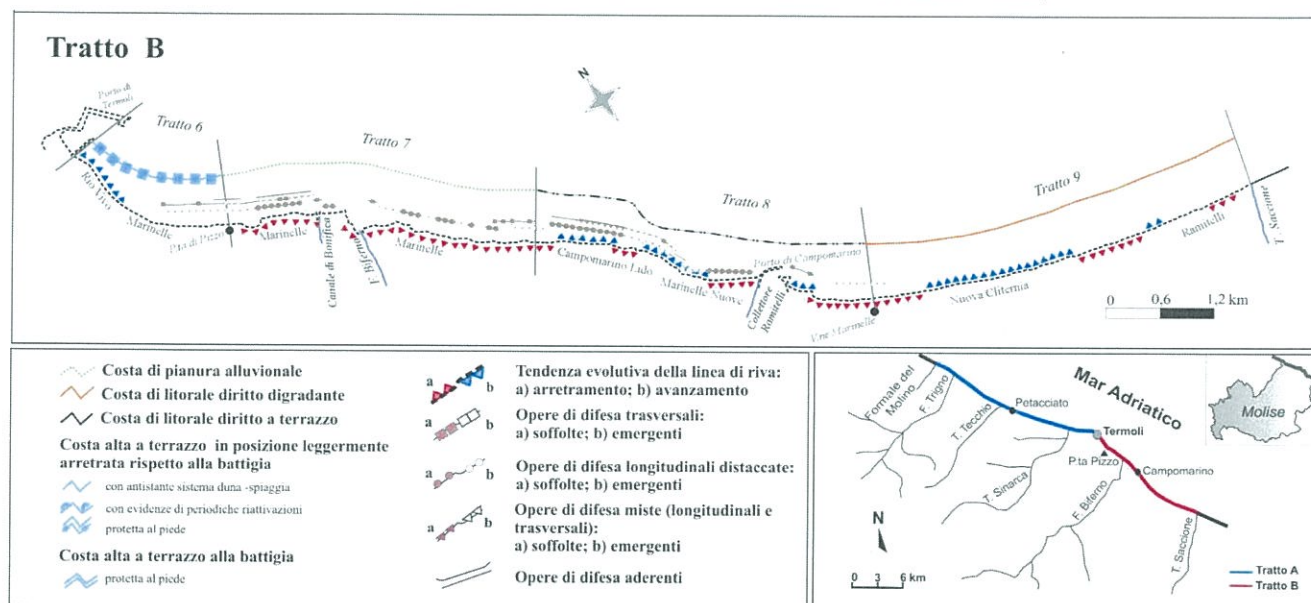 Tratto B
N
Porto di
Termoli
Tratto 6
Tratto 7
Tratto 8
Tratto 9
Rio Vivo
Marinelle
P.ta di Pizzo
Marinelle
Canale di Bonifica
F. Biferno
Marinelle
Campomarino Lido
Marinelle Nuove
Porto di Campomarino
Collettore
Ramitelli
V.ne Marinelle
Nuova Cliternia
Ramitelli
T. Saccione
0 0,6 1,2 km
Costa di pianura alluvionale
Costa di litorale diritto digradante
Costa di litorale diritto a terrazzo
Costa alta a terrazzo in posizione leggermente
arretrata rispetto alla battigia
con antistante sistema duna -spiaggia
con evidenze di periodiche riattivazioni
protetta al piede
Costa alta a terrazzo alla battigia
protetta al piede
a b
Tendenza evolutiva della linea di riva:
a) arretramento; b) avanzamento
a b
Opere di difesa trasversali:
a) soffolte; b) emergenti
a b
Opere di difesa longitudinali distaccate:
a) soffolte; b) emergenti
a b
Opere di difesa miste (longitudinali e
trasversali):
a) soffolte; b) emergenti
Opere di difesa aderenti
Formale del
Molino
F. Trigno
T. Tecchio
Petacciato
Mar Adriatico
Molise
Termoli
P.ta Pizzo
Campomarino
T. Sinarca
F. Biferno
T. Saccione
N
0 3 6 km
Tratto A
Tratto B